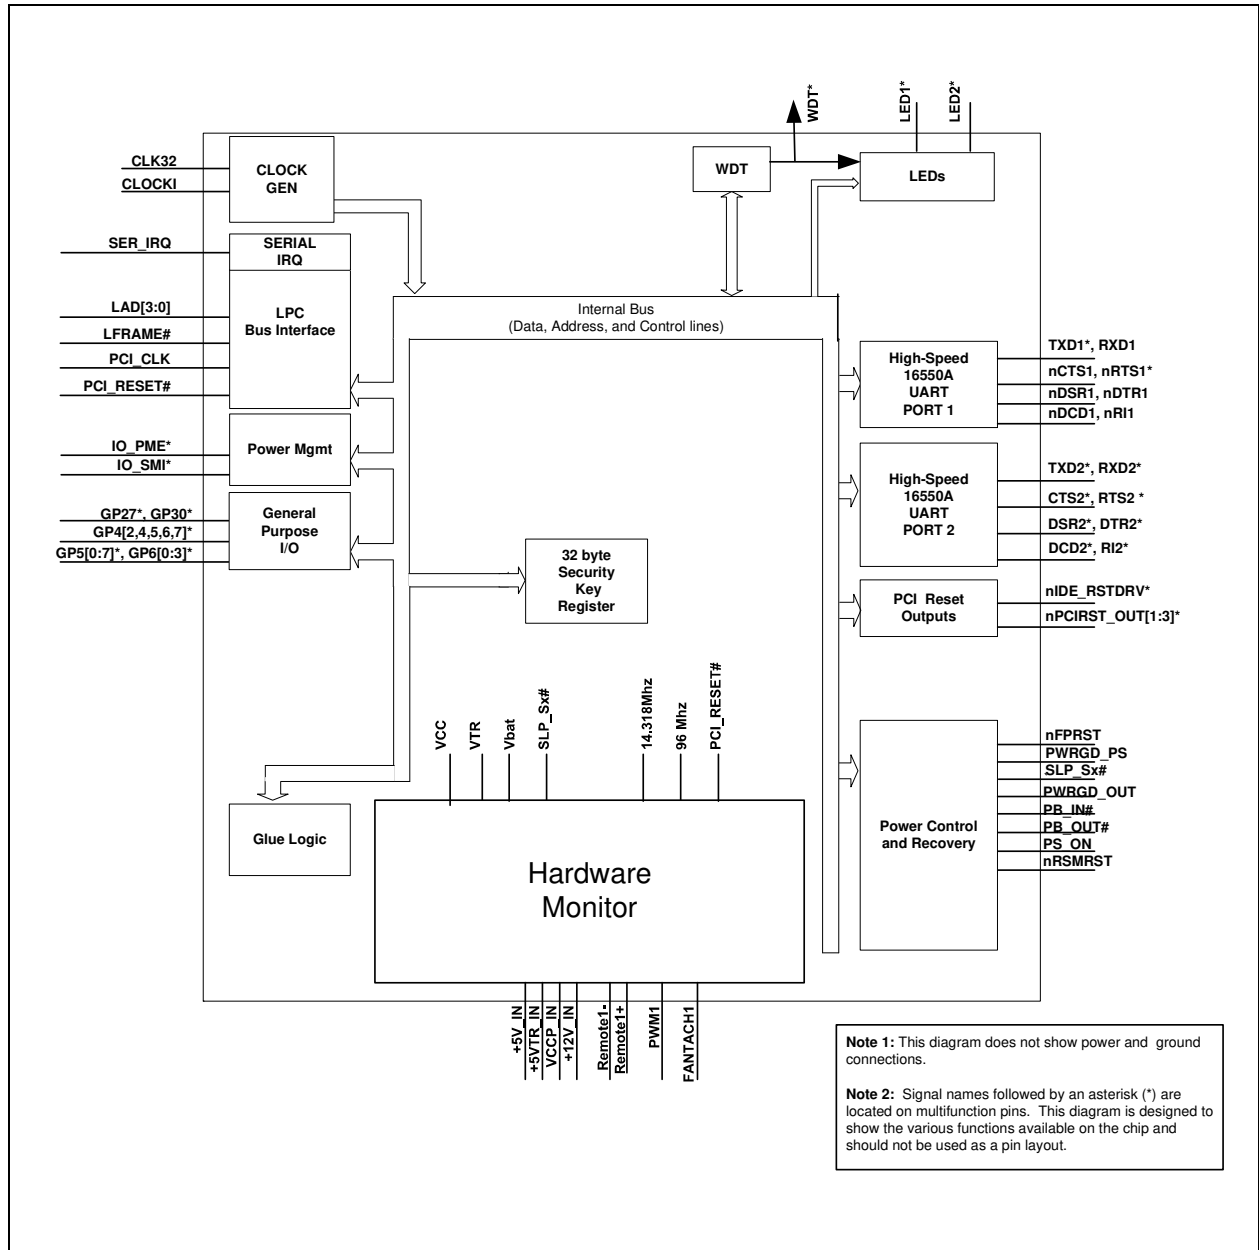 WDT*
LED1*
LED2*
CLK32
CLOCKI
CLOCK
GEN
WDT
LEDs
SER_IRQ
SERIAL
IRQ
LAD[3:0]
LFRAME#
PCI_CLK
PCI_RESET#
LPC
Bus Interface
Internal Bus
(Data, Address, and Control lines)
High-Speed
16550A
UART
PORT 1
TXD1*, RXD1
nCTS1, nRTS1*
nDSR1, nDTR1
nDCD1, nRI1
IO_PME*
IO_SMI*
Power Mgmt
High-Speed
16550A
UART
PORT 2
TXD2*, RXD2*
CTS2*, RTS2 *
DSR2*, DTR2*
DCD2*, RI2*
GP27*, GP30*
GP4[2,4,5,6,7]*
GP5[0:7]*, GP6[0:3]*
General
Purpose
I/O
32 byte
Security
Key
Register
PCI Reset
Outputs
nIDE_RSTDRV*
nPCIRST_OUT[1:3]*
VCC
VTR
Vbat
SLP_Sx#
14.318Mhz
96 Mhz
PCI_RESET#
Glue Logic
Hardware
Monitor
Power Control
and Recovery
nFPRST
PWRGD_PS
SLP_Sx#
PWRGD_OUT
PB_IN#
PB_OUT#
PS_ON
nRSMRST
+5V_IN
+5VTR_IN
VCCP_IN
+12V_IN
Remote1-
Remote1+
PWM1
FANTACH1
Note 1: This diagram does not show power and ground
connections.
Note 2: Signal names followed by an asterisk (*) are
located on multifunction pins. This diagram is designed to
show the various functions available on the chip and
should not be used as a pin layout.